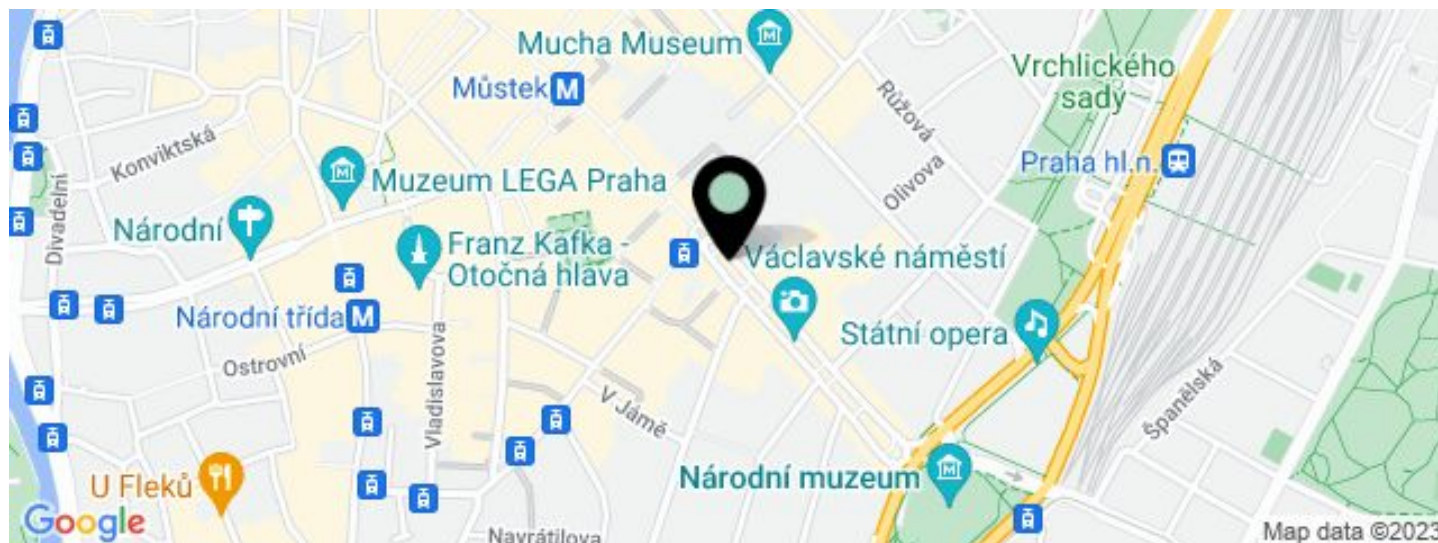 Mucha Museum
Můstek M
Vrchlického
sady
Růžová
Konviktská
Praha hl.n.
Olivova
Muzeum LEGA Praha
Divadelní
Národní
Franz Kafka -
Otočná hlava
Václavské náměstí
Národní třída M
Státní opera
Ostrovní
Vladislavova
V Jámě
Španělská
Národní muzeum
U Fleků
Google
Navrátilova
Map data ©2023